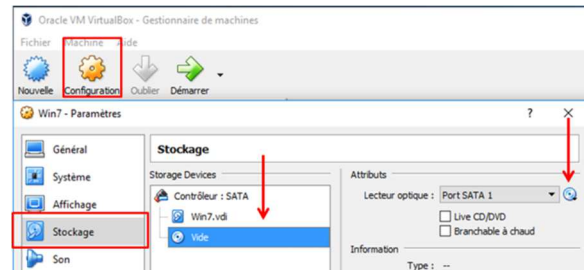 Oracle VM VirtualBox - Gestionnaire de machines
Fichier Machine Aide
Nouvelle Configuration Oublier Démarrer
Win7 - Paramètres ? X
Général
Système
Affichage
Stockage
Son
Stockage
Storage Devices
Contrôleur : SATA
Win7.vdi
Vide
Attributs
Lecteur optique : Port SATA 1
Live CD/DVD
Branchable à chaud
Information
Type : --